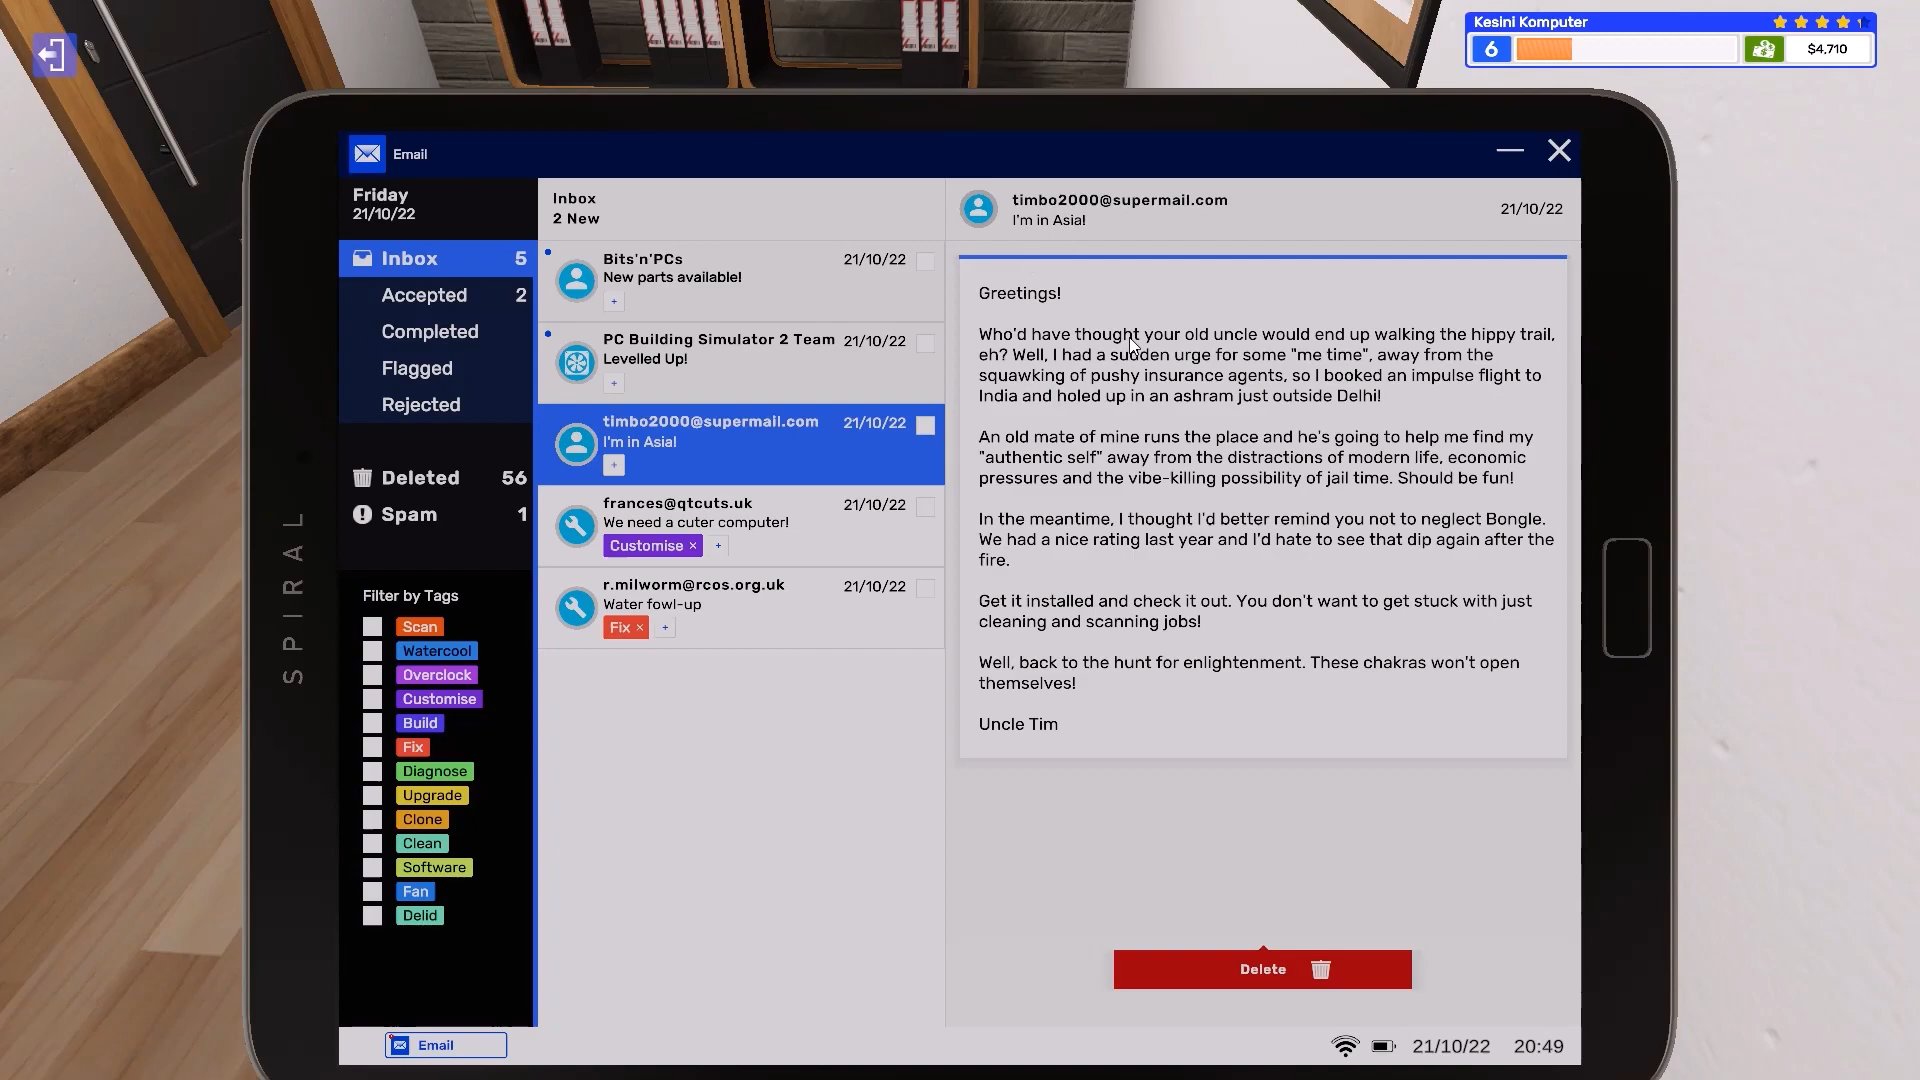 Kesini Komputer
6
$4,710
Email
Friday
21/10/22
Inbox 5
Accepted 2
Completed
Flagged
Rejected
Deleted 56
Spam 1
Filter by Tags
Scan
Watercool
Overclock
Customise
Build
Fix
Diagnose
Upgrade
Clone
Clean
Software
Fan
Delid
Inbox
2 New
Bits'n'PCs 21/10/22
New parts available!
+
PC Building Simulator 2 Team 21/10/22
Levelled Up!
+
timbo2000@supermail.com 21/10/22
I'm in Asia!
+
frances@qtcuts.uk 21/10/22
We need a cuter computer!
Customise × +
r.milworm@rcos.org.uk 21/10/22
Water fowl-up
Fix × +
timbo2000@supermail.com
I'm in Asia!
21/10/22
Greetings!
Who'd have thought your old uncle would end up walking the hippy trail,
eh? Well, I had a sudden urge for some "me time", away from the
squawking of pushy insurance agents, so I booked an impulse flight to
India and holed up in an ashram just outside Delhi!
An old mate of mine runs the place and he's going to help me find my
"authentic self" away from the distractions of modern life, economic
pressures and the vibe-killing possibility of jail time. Should be fun!
In the meantime, I thought I'd better remind you not to neglect Bongle.
We had a nice rating last year and I'd hate to see that dip again after the
fire.
Get it installed and check it out. You don't want to get stuck with just
cleaning and scanning jobs!
Well, back to the hunt for enlightenment. These chakras won't open
themselves!
Uncle Tim
Delete
SPIRAL
Email
21/10/22 20:49